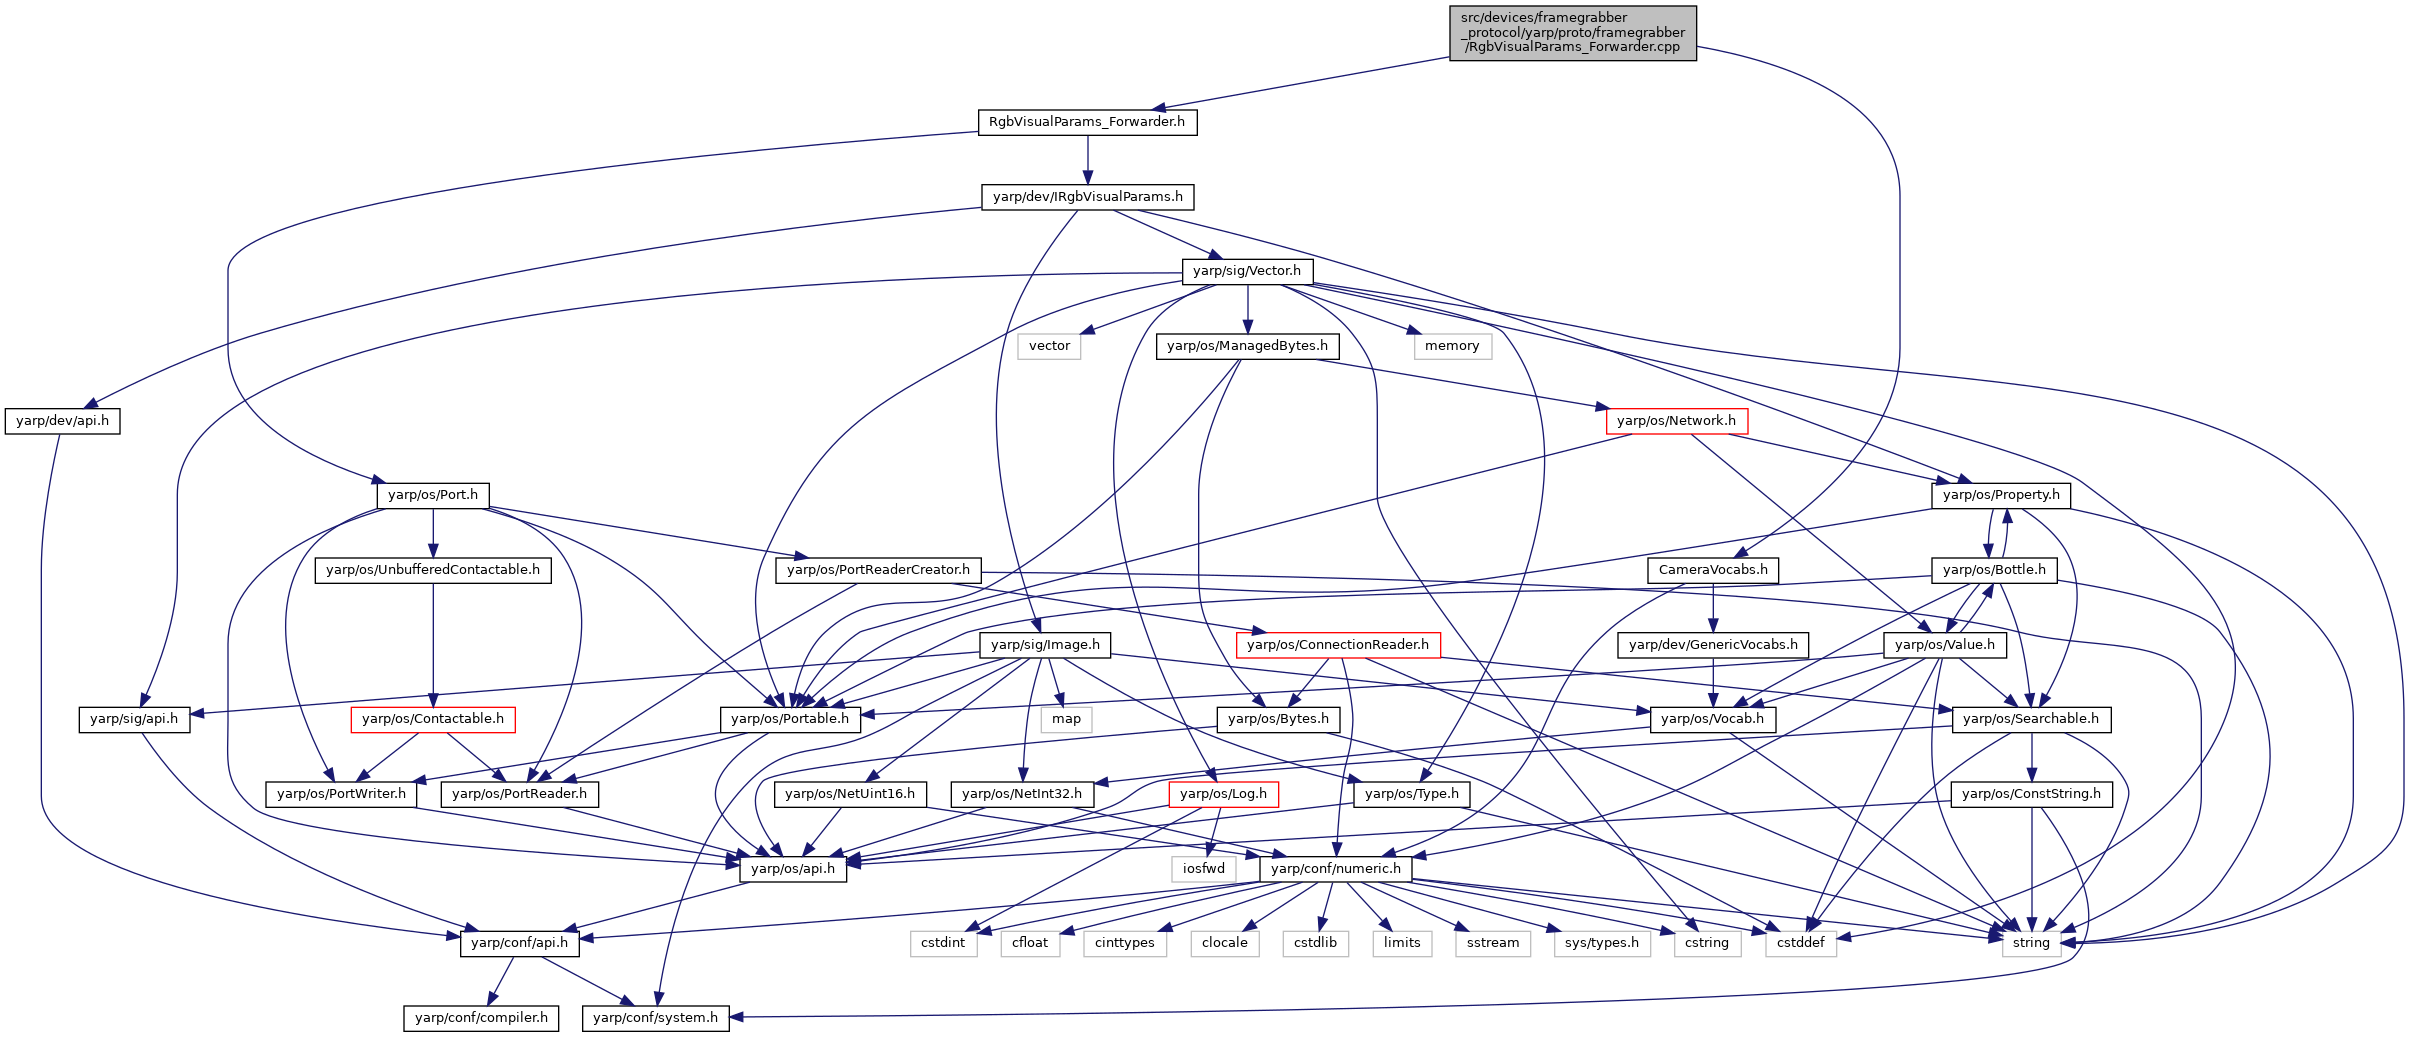 src/devices/framegrabber
_protocol/yarp/proto/framegrabber
/RgbVisualParams_Forwarder.cpp
RgbVisualParams_Forwarder.h
yarp/dev/IRgbVisualParams.h
yarp/sig/Vector.h
vector
yarp/os/ManagedBytes.h
memory
yarp/dev/api.h
yarp/os/Network.h
yarp/os/Port.h
yarp/os/Property.h
yarp/os/UnbufferedContactable.h
yarp/os/PortReaderCreator.h
CameraVocabs.h
yarp/os/Bottle.h
yarp/sig/Image.h
yarp/os/ConnectionReader.h
yarp/dev/GenericVocabs.h
yarp/os/Value.h
yarp/sig/api.h
yarp/os/Contactable.h
yarp/os/Portable.h
map
yarp/os/Bytes.h
yarp/os/Vocab.h
yarp/os/Searchable.h
yarp/os/PortWriter.h
yarp/os/PortReader.h
yarp/os/NetUint16.h
yarp/os/NetInt32.h
yarp/os/Log.h
yarp/os/Type.h
yarp/os/ConstString.h
yarp/os/api.h
iosfwd
yarp/conf/numeric.h
yarp/conf/api.h
cstdint
cfloat
cinttypes
clocale
cstdlib
limits
sstream
sys/types.h
cstring
cstddef
string
yarp/conf/compiler.h
yarp/conf/system.h